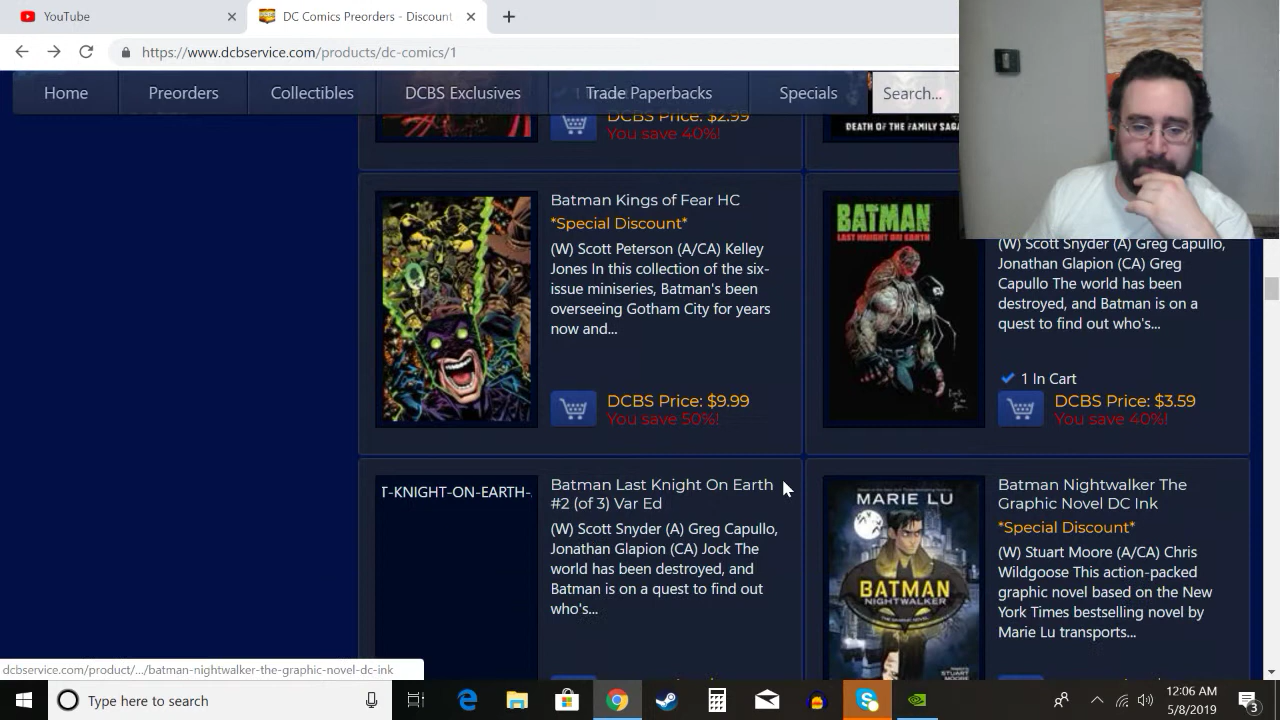 YouTube
DC Comics Preorders - Discount
https://www.dcbservice.com/products/dc-comics/1
Home
Preorders
Collectibles
DCBS Exclusives
Trade Paperbacks
Specials
Search...
DCBS Price: $2.99
You save 40%!
DEATH OF THE FAMILY SAGA
Batman Kings of Fear HC
*Special Discount*
(W) Scott Peterson (A/CA) Kelley
Jones In this collection of the six-
issue miniseries, Batman's been
overseeing Gotham City for years
now and...
DCBS Price: $9.99
You save 50%!
BATMAN
LAST KNIGHT ON EARTH
(W) Scott Snyder (A) Greg Capullo,
Jonathan Glapion (CA) Greg
Capullo The world has been
destroyed, and Batman is on a
quest to find out who's...
1 In Cart
DCBS Price: $3.59
You save 40%!
T-KNIGHT-ON-EARTH-
Batman Last Knight On Earth
#2 (of 3) Var Ed
(W) Scott Snyder (A) Greg Capullo,
Jonathan Glapion (CA) Jock The
world has been destroyed, and
Batman is on a quest to find out
who's...
MARIE LU
BATMAN
NIGHTWALKER
STUART
MOORE
Batman Nightwalker The
Graphic Novel DC Ink
*Special Discount*
(W) Stuart Moore (A/CA) Chris
Wildgoose This action-packed
graphic novel based on the New
York Times bestselling novel by
Marie Lu transports...
dcbservice.com/product/.../batman-nightwalker-the-graphic-novel-dc-ink
Type here to search
12:06 AM
5/8/2019
3